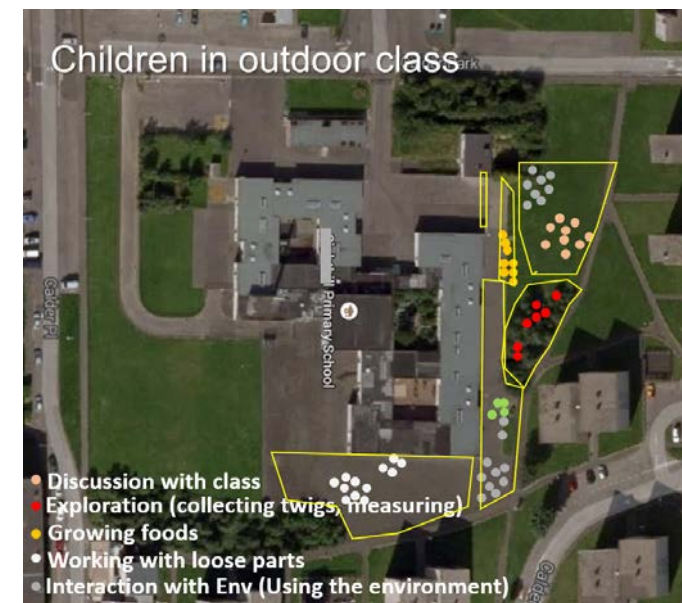 Children in outdoor class
Calder Pl
Primary School
Discussion with class
Exploration (collecting twigs, measuring)
Growing foods
Working with loose parts
Interaction with Env (Using the environment)